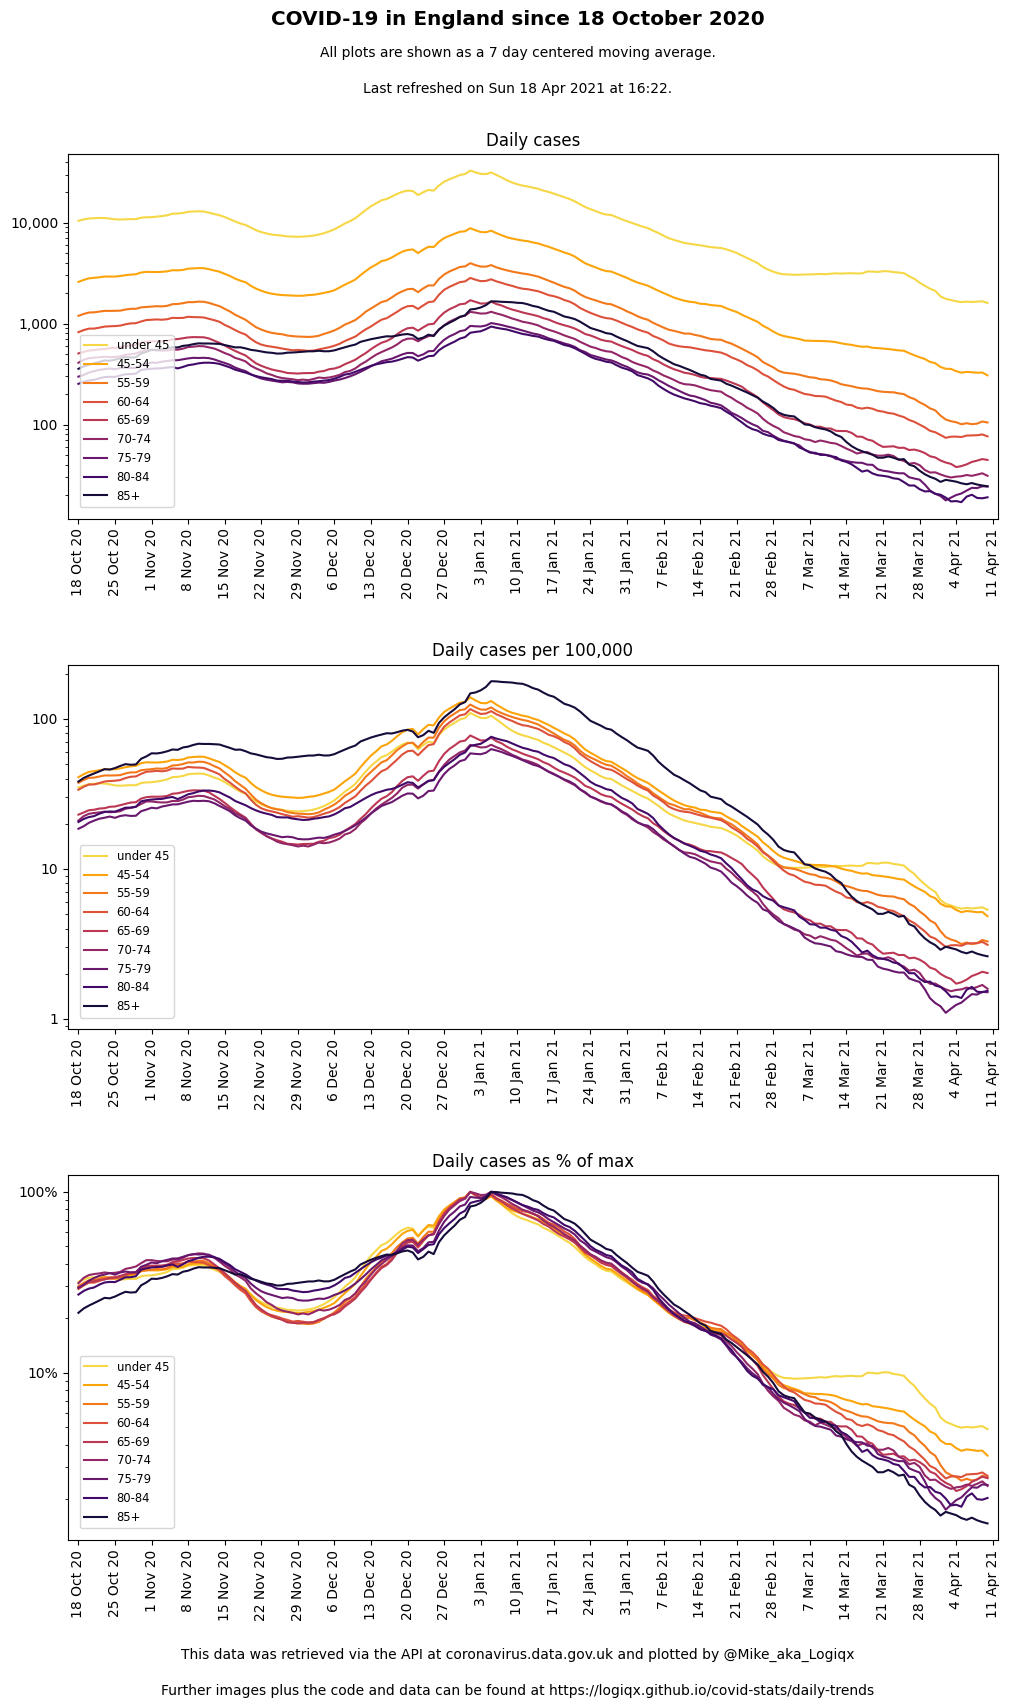 COVID-19 in England since 18 October 2020
All plots are shown as a 7 day centered moving average.
Last refreshed on Sun 18 Apr 2021 at 16:22.
Daily cases
10,000
1,000
100
under 45
45-54
55-59
60-64
65-69
70-74
75-79
80-84
85+
18 Oct 20
25 Oct 20
1 Nov 20
8 Nov 20
15 Nov 20
22 Nov 20
29 Nov 20
6 Dec 20
13 Dec 20
20 Dec 20
27 Dec 20
3 Jan 21
10 Jan 21
17 Jan 21
24 Jan 21
31 Jan 21
7 Feb 21
14 Feb 21
21 Feb 21
28 Feb 21
7 Mar 21
14 Mar 21
21 Mar 21
28 Mar 21
4 Apr 21
11 Apr 21
Daily cases per 100,000
100
10
1
under 45
45-54
55-59
60-64
65-69
70-74
75-79
80-84
85+
18 Oct 20
25 Oct 20
1 Nov 20
8 Nov 20
15 Nov 20
22 Nov 20
29 Nov 20
6 Dec 20
13 Dec 20
20 Dec 20
27 Dec 20
3 Jan 21
10 Jan 21
17 Jan 21
24 Jan 21
31 Jan 21
7 Feb 21
14 Feb 21
21 Feb 21
28 Feb 21
7 Mar 21
14 Mar 21
21 Mar 21
28 Mar 21
4 Apr 21
11 Apr 21
Daily cases as % of max
100%
10%
under 45
45-54
55-59
60-64
65-69
70-74
75-79
80-84
85+
18 Oct 20
25 Oct 20
1 Nov 20
8 Nov 20
15 Nov 20
22 Nov 20
29 Nov 20
6 Dec 20
13 Dec 20
20 Dec 20
27 Dec 20
3 Jan 21
10 Jan 21
17 Jan 21
24 Jan 21
31 Jan 21
7 Feb 21
14 Feb 21
21 Feb 21
28 Feb 21
7 Mar 21
14 Mar 21
21 Mar 21
28 Mar 21
4 Apr 21
11 Apr 21
This data was retrieved via the API at coronavirus.data.gov.uk and plotted by @Mike_aka_Logiqx
Further images plus the code and data can be found at https://logiqx.github.io/covid-stats/daily-trends